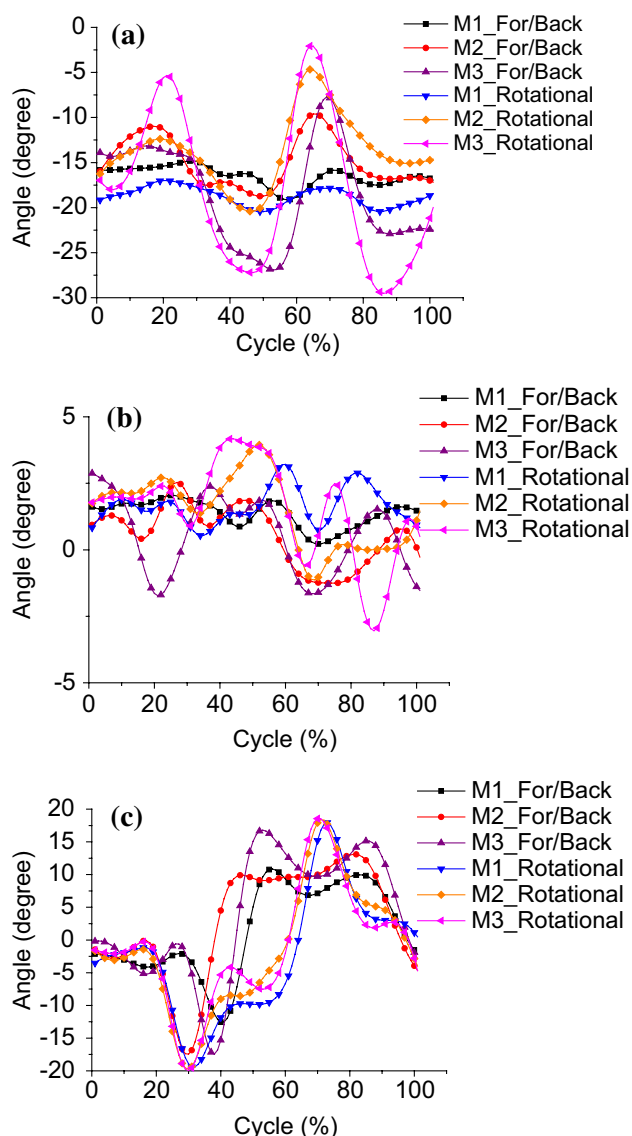 (a)
M1_For/Back
M2_For/Back
M3_For/Back
M1_Rotational
M2_Rotational
M3_Rotational
Angle (degree)
0
-5
-10
-15
-20
-25
-30
0 20 40 60 80 100
Cycle (%)
(b)
M1_For/Back
M2_For/Back
M3_For/Back
M1_Rotational
M2_Rotational
M3_Rotational
Angle (degree)
5
0
-5
0 20 40 60 80 100
Cycle (%)
(c)
M1_For/Back
M2_For/Back
M3_For/Back
M1_Rotational
M2_Rotational
M3_Rotational
Angle (degree)
20
15
10
5
0
-5
-10
-15
-20
0 20 40 60 80 100
Cycle (%)